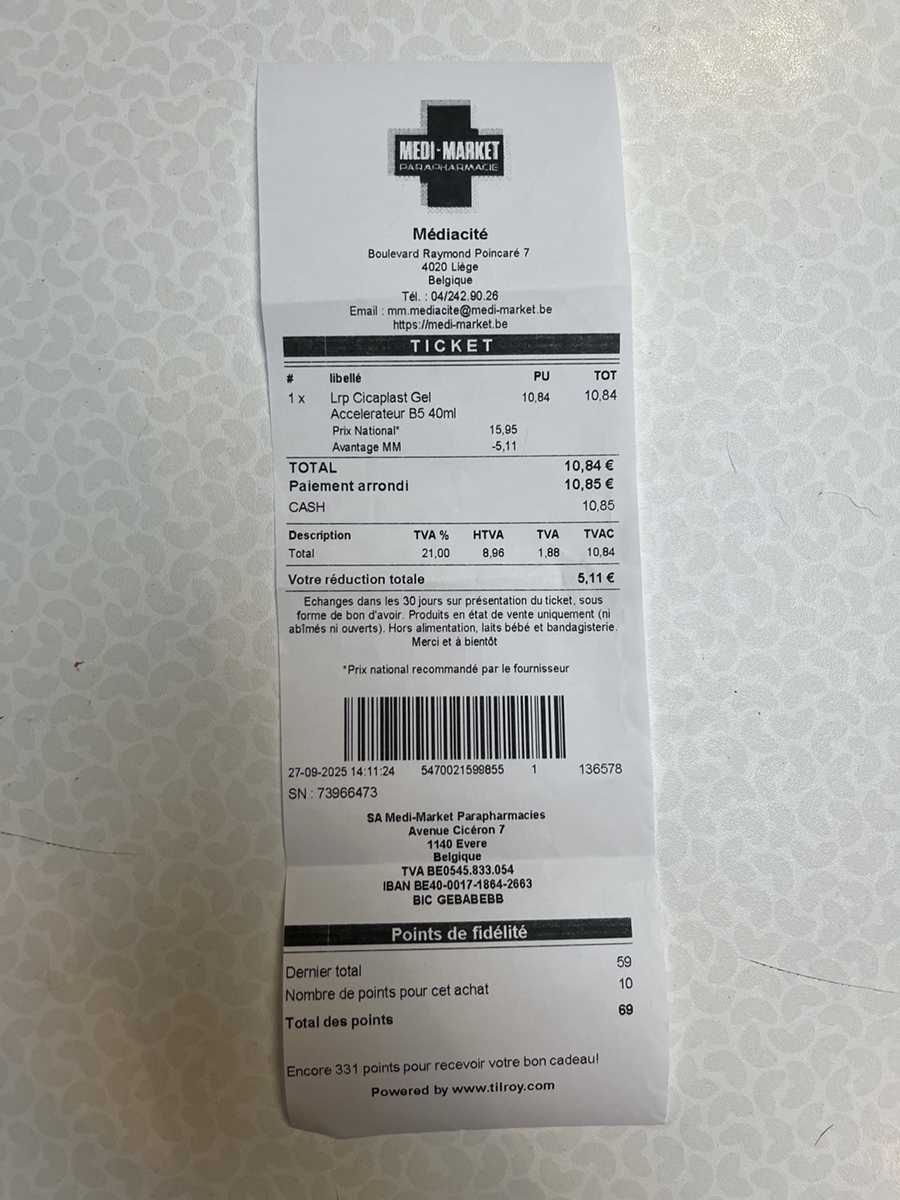 MEDI-MARKET
PARAPHARMACIE
Médiacité
Boulevard Raymond Poincaré 7
4020 Liège
Belgique
Tél. : 04/242.90.26
Email : mm.mediacite@medi-market.be
https://medi-market.be
TICKET
# libellé PU TOT
1 x Lrp Cicaplast Gel 10,84 10,84
Accelerateur B5 40ml
Prix National* 15,95
Avantage MM -5,11
TOTAL 10,84 €
Paiement arrondi 10,85 €
CASH 10,85
Description TVA % HTVA TVA TVAC
Total 21,00 8,96 1,88 10,84
Votre réduction totale 5,11 €
Echanges dans les 30 jours sur présentation du ticket, sous
forme de bon d'avoir. Produits en état de vente uniquement (ni
abîmés ni ouverts). Hors alimentation, laits bébé et bandagisterie.
Merci et à bientôt
*Prix national recommandé par le fournisseur
27-09-2025 14:11:24 5470021599855 1 136578
SN : 73966473
SA Medi-Market Parapharmacies
Avenue Cicéron 7
1140 Evere
Belgique
TVA BE0545.833.054
IBAN BE40-0017-1864-2663
BIC GEBABEBB
Points de fidélité
Dernier total 59
Nombre de points pour cet achat 10
Total des points 69
Encore 331 points pour recevoir votre bon cadeau!
Powered by www.tilroy.com